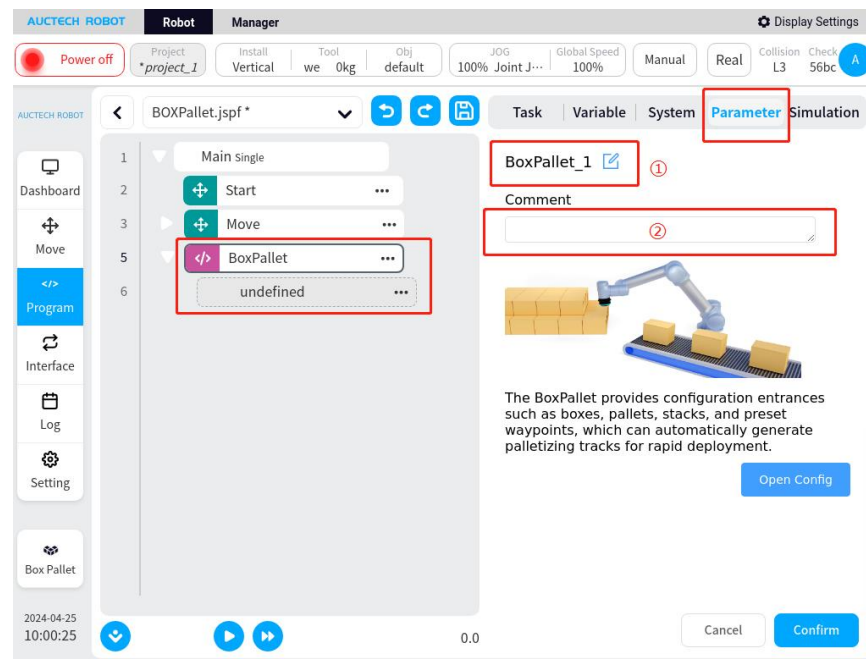 AUCTECH ROBOT Robot Manager Display Settings
Power off Project *project_1 Install Vertical Tool we 0kg Obj default JOG 100% Joint J··· Global Speed 100% Manual Real Collision L3 Check 56bc A
AUCTECH ROBOT BOXPallet.jspf * Task Variable System Parameter Simulation
Dashboard
Move
</>
Program
Interface
Log
Setting
Box Pallet
2024-04-25
10:00:25
1 Main Single
2 Start •••
3 Move •••
5 </> BoxPallet •••
6 undefined •••
0.0
BoxPallet_1 ①
Comment
②
The BoxPallet provides configuration entrances
such as boxes, pallets, stacks, and preset
waypoints, which can automatically generate
palletizing tracks for rapid deployment.
Open Config
Cancel Confirm